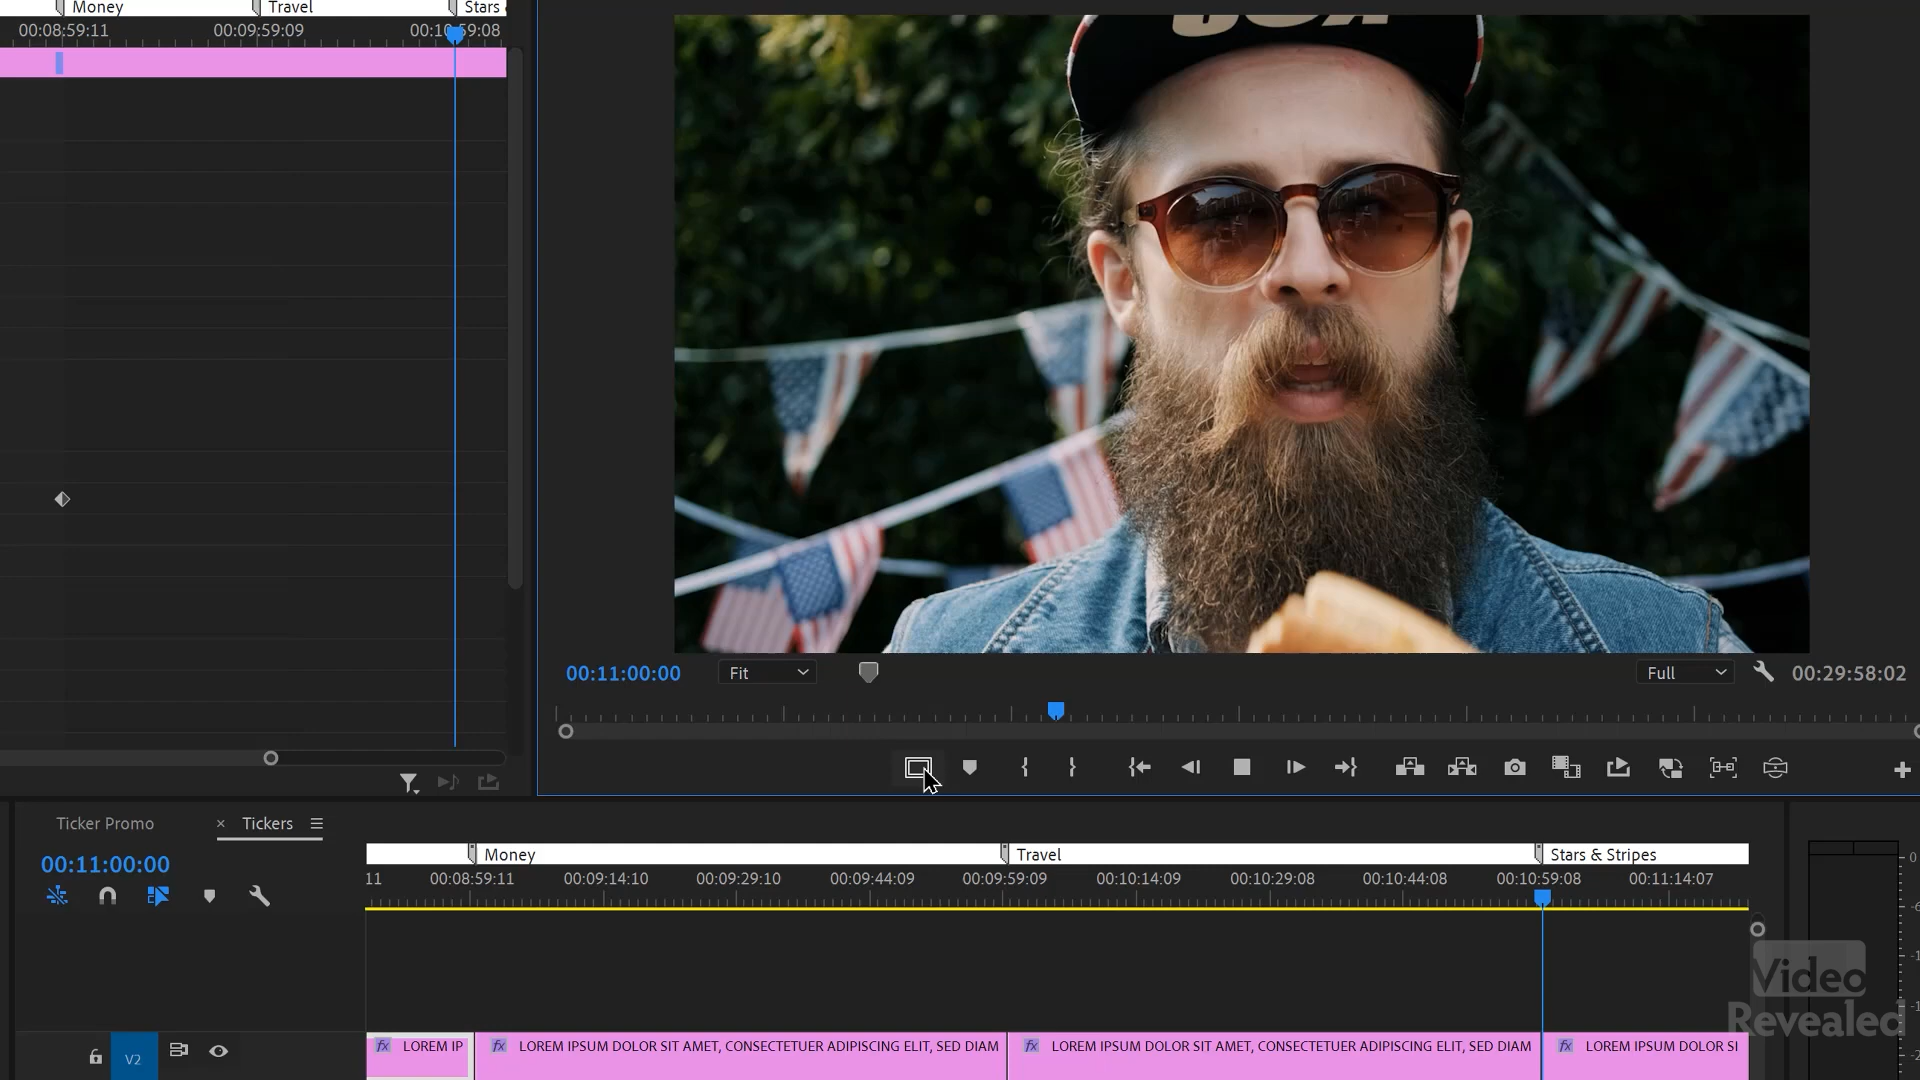 Money
Travel
Stars
00:08:59:11
00:09:59:09
00:10:59:08
00:11:00:00
Fit
Full
00:29:58:02
Ticker Promo
Tickers
00:11:00:00
Money
Travel
Stars & Stripes
11
00:08:59:11
00:09:14:10
00:09:29:10
00:09:44:09
00:09:59:09
00:10:14:09
00:10:29:08
00:10:44:08
00:10:59:08
00:11:14:07
0
Video
Revealed
V2
fx LOREM IP
fx LOREM IPSUM DOLOR SIT AMET, CONSECTETUER ADIPISCING ELIT, SED DIAM
fx LOREM IPSUM DOLOR SIT AMET, CONSECTETUER ADIPISCING ELIT, SED DIAM
fx LOREM IPSUM DOLOR SI